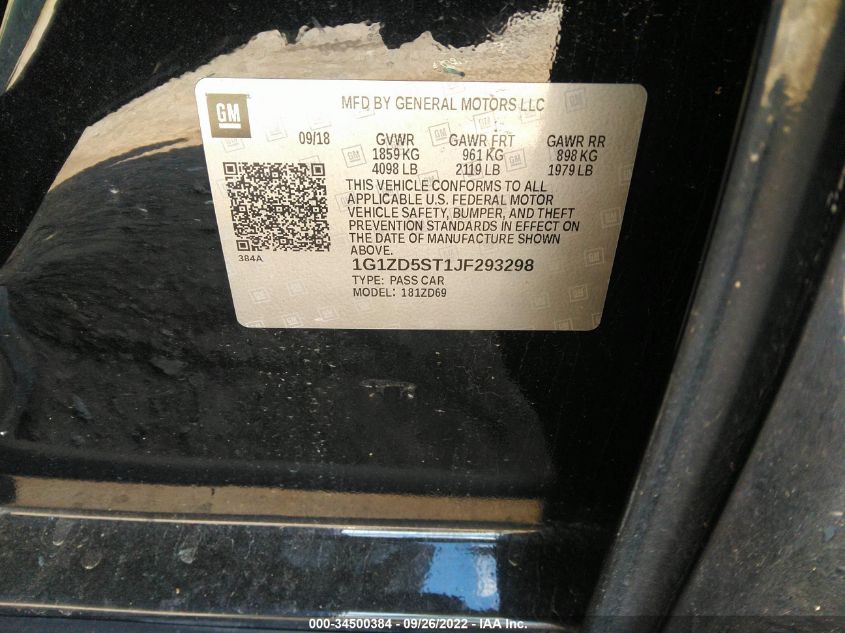 GM
MFD BY GENERAL MOTORS LLC
09/18 GVWR GAWR FRT GAWR RR
1859 KG 961 KG 898 KG
4098 LB 2119 LB 1979 LB
THIS VEHICLE CONFORMS TO ALL
APPLICABLE U.S. FEDERAL MOTOR
VEHICLE SAFETY, BUMPER, AND THEFT
PREVENTION STANDARDS IN EFFECT ON
THE DATE OF MANUFACTURE SHOWN
ABOVE.
384A
1G1ZD5ST1JF293298
TYPE: PASS CAR
MODEL: 181ZD69
000-34500384 - 09/26/2022 - IAA Inc.